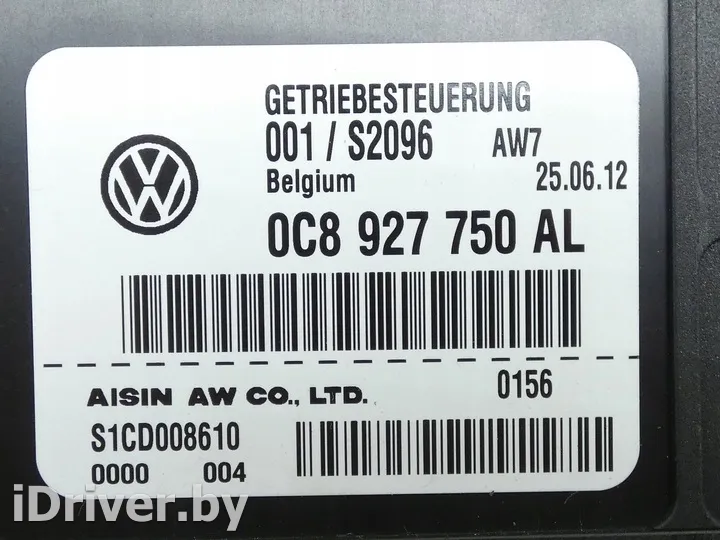 GETRIEBESTEUERUNG
001 / S2096 AW7
Belgium 25.06.12
0C8 927 750 AL
AISIN AW CO., LTD. 0156
S1CD008610
0000 004
iDriver.by